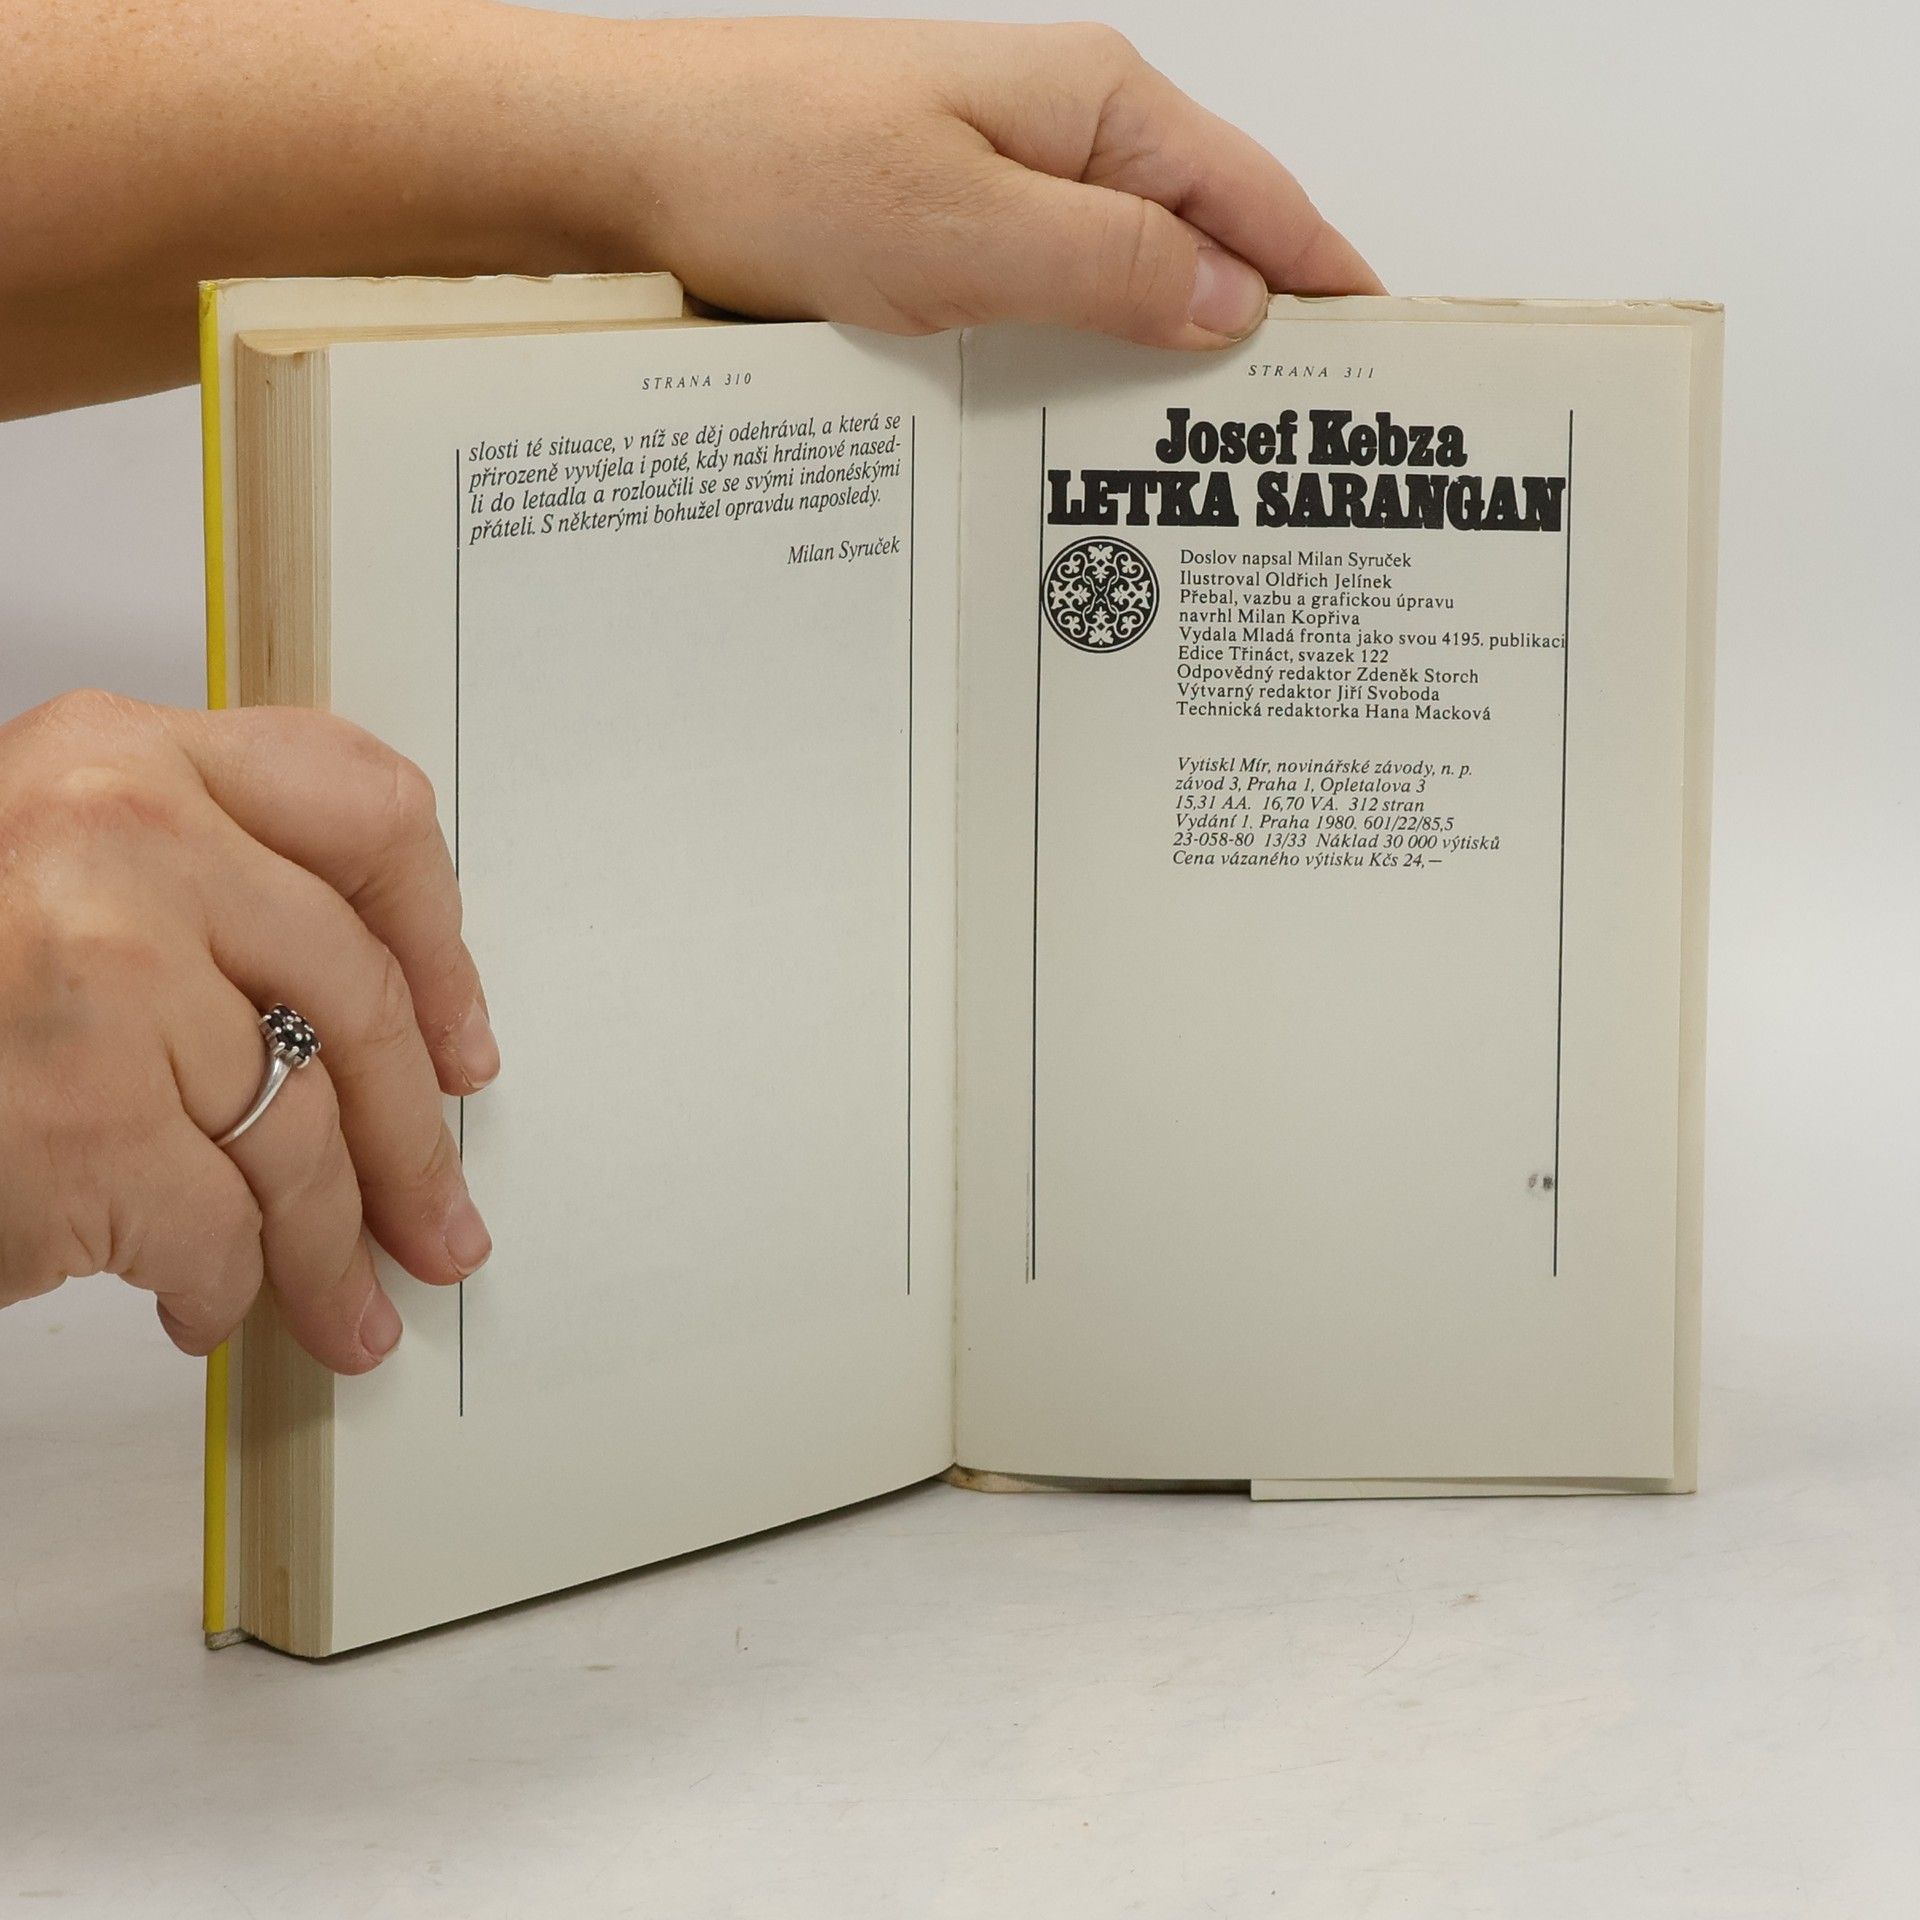 STRANA 310
slosti té situace, v níž se děj odehrával, a která se
přirozeně vyvíjela i poté, kdy naši hrdinové nased-
li do letadla a rozloučili se se svými indonéskými
přáteli. S některými bohužel opravdu naposledy.
Milan Syruček
STRANA 311
Josef Kebza
LETKA SARANGAN
Doslov napsal Milan Syruček
Ilustroval Oldřich Jelínek
Přebal, vazbu a grafickou úpravu
navrhl Milan Kopřiva
Vydala Mladá fronta jako svou 4195. publikaci
Edice Třináct, svazek 122
Odpovědný redaktor Zdeněk Storch
Výtvarný redaktor Jiří Svoboda
Technická redaktorka Hana Macková
Vytiskl Mír, novinářské závody, n. p.
závod 3, Praha 1, Opletalova 3
15,31 AA. 16,70 VA. 312 stran
Vydání 1. Praha 1980. 601/22/85,5
23-058-80 13/33 Náklad 30 000 výtisků
Cena vázaného výtisku Kčs 24,—